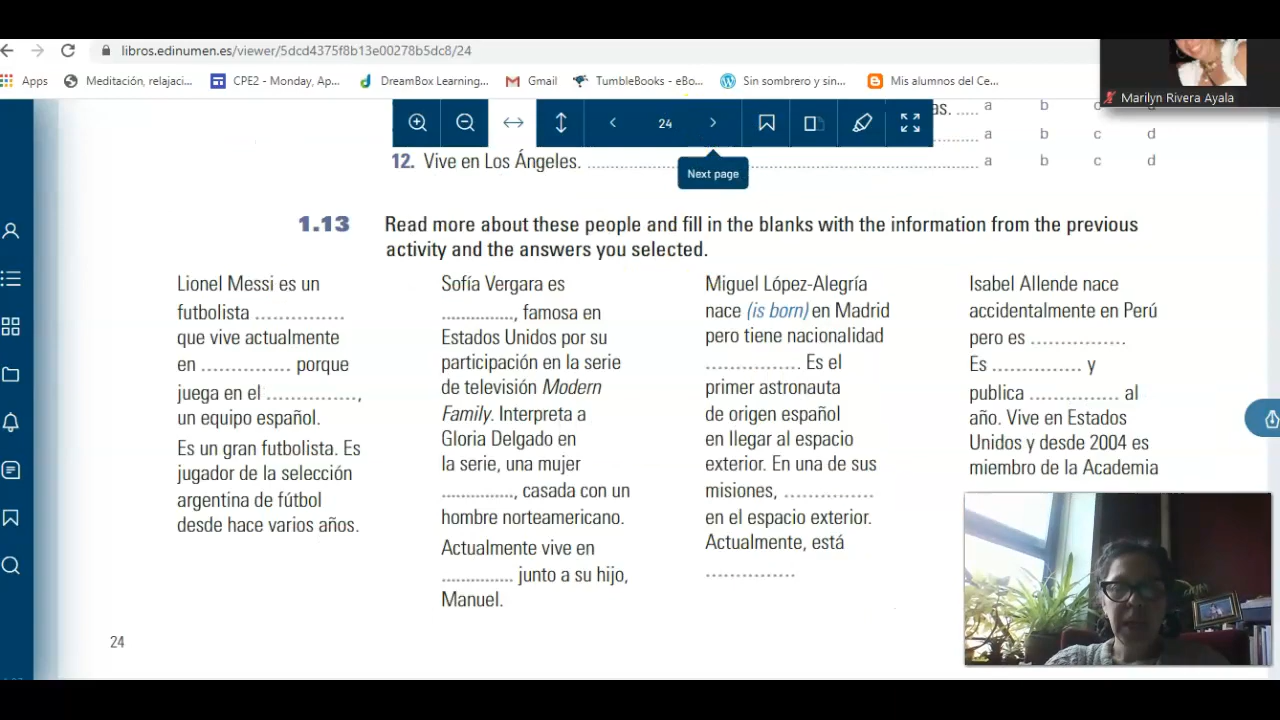 libros.edinumen.es/viewer/5dcd4375f8b13e00278b5dc8/24
Apps
Meditación, relajaci...
CPE2 - Monday, Ap...
DreamBox Learning...
Gmail
TumbleBooks - eBo...
Sin sombrero y sin...
Mis alumnos del Ce...
Marilyn Rivera Ayala
24
Next page
as. ..... a b c d
a b c d
12. Vive en Los Ángeles. a b c d
1.13 Read more about these people and fill in the blanks with the information from the previous
activity and the answers you selected.
Lionel Messi es un
futbolista ...............
que vive actualmente
en ............... porque
juega en el ...............,
un equipo español.
Es un gran futbolista. Es
jugador de la selección
argentina de fútbol
desde hace varios años.
Sofía Vergara es
..............., famosa en
Estados Unidos por su
participación en la serie
de televisión Modern
Family. Interpreta a
Gloria Delgado en
la serie, una mujer
..............., casada con un
hombre norteamericano.
Actualmente vive en
............... junto a su hijo,
Manuel.
Miguel López-Alegría
nace (is born) en Madrid
pero tiene nacionalidad
............... Es el
primer astronauta
de origen español
en llegar al espacio
exterior. En una de sus
misiones, ...............
en el espacio exterior.
Actualmente, está
...............
Isabel Allende nace
accidentalmente en Perú
pero es ...............
Es ............... y
publica ............... al
año. Vive en Estados
Unidos y desde 2004 es
miembro de la Academia
24